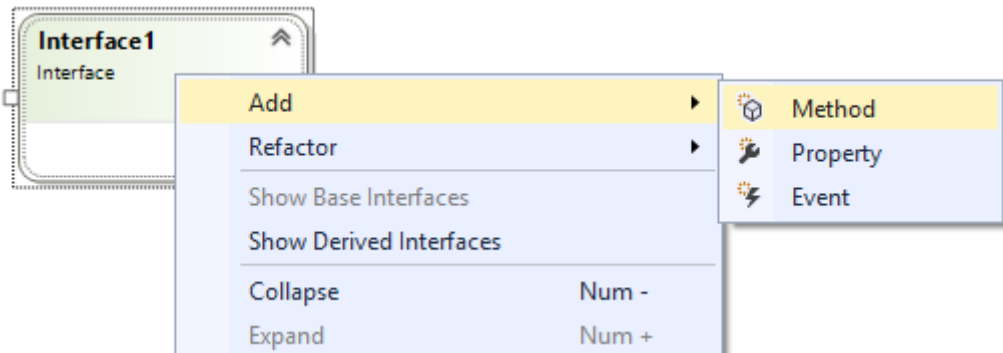 Interface1
Interface
Add
Method
Refactor
Property
Show Base Interfaces
Event
Show Derived Interfaces
Collapse Num -
Expand Num +